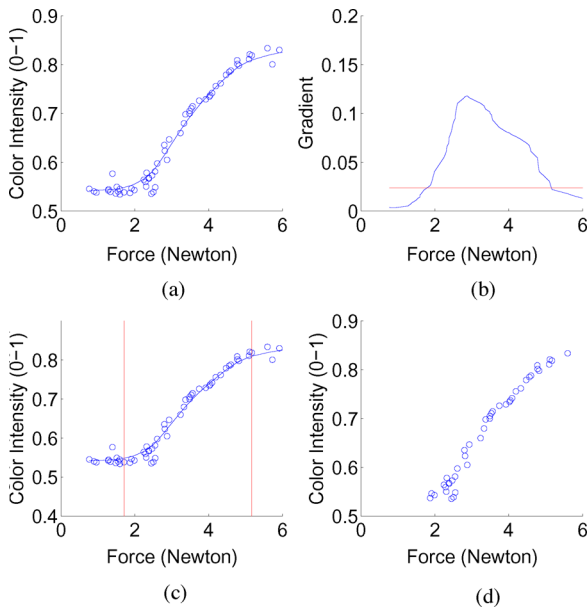 0.9
0.8
0.7
0.6
0.5
0 2 4 6
Color Intensity (0−1)
Force (Newton)
(a)
0.2
0.15
0.1
0.05
0
0 2 4 6
Gradient
Force (Newton)
(b)
0.8
0.7
0.6
0.5
0.4
0 2 4 6
Color Intensity (0−1)
Force (Newton)
(c)
0.9
0.8
0.7
0.6
0.5
0 2 4 6
Color Intensity (0−1)
Force (Newton)
(d)